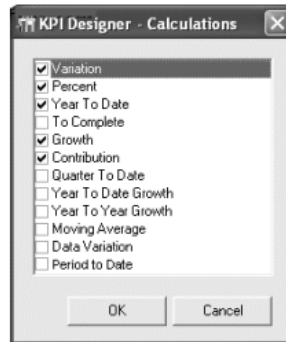 KPI Designer - Calculations
Variation
Percent
Year To Date
To Complete
Growth
Contribution
Quarter To Date
Year To Date Growth
Year To Year Growth
Moving Average
Data Variation
Period to Date
OK Cancel